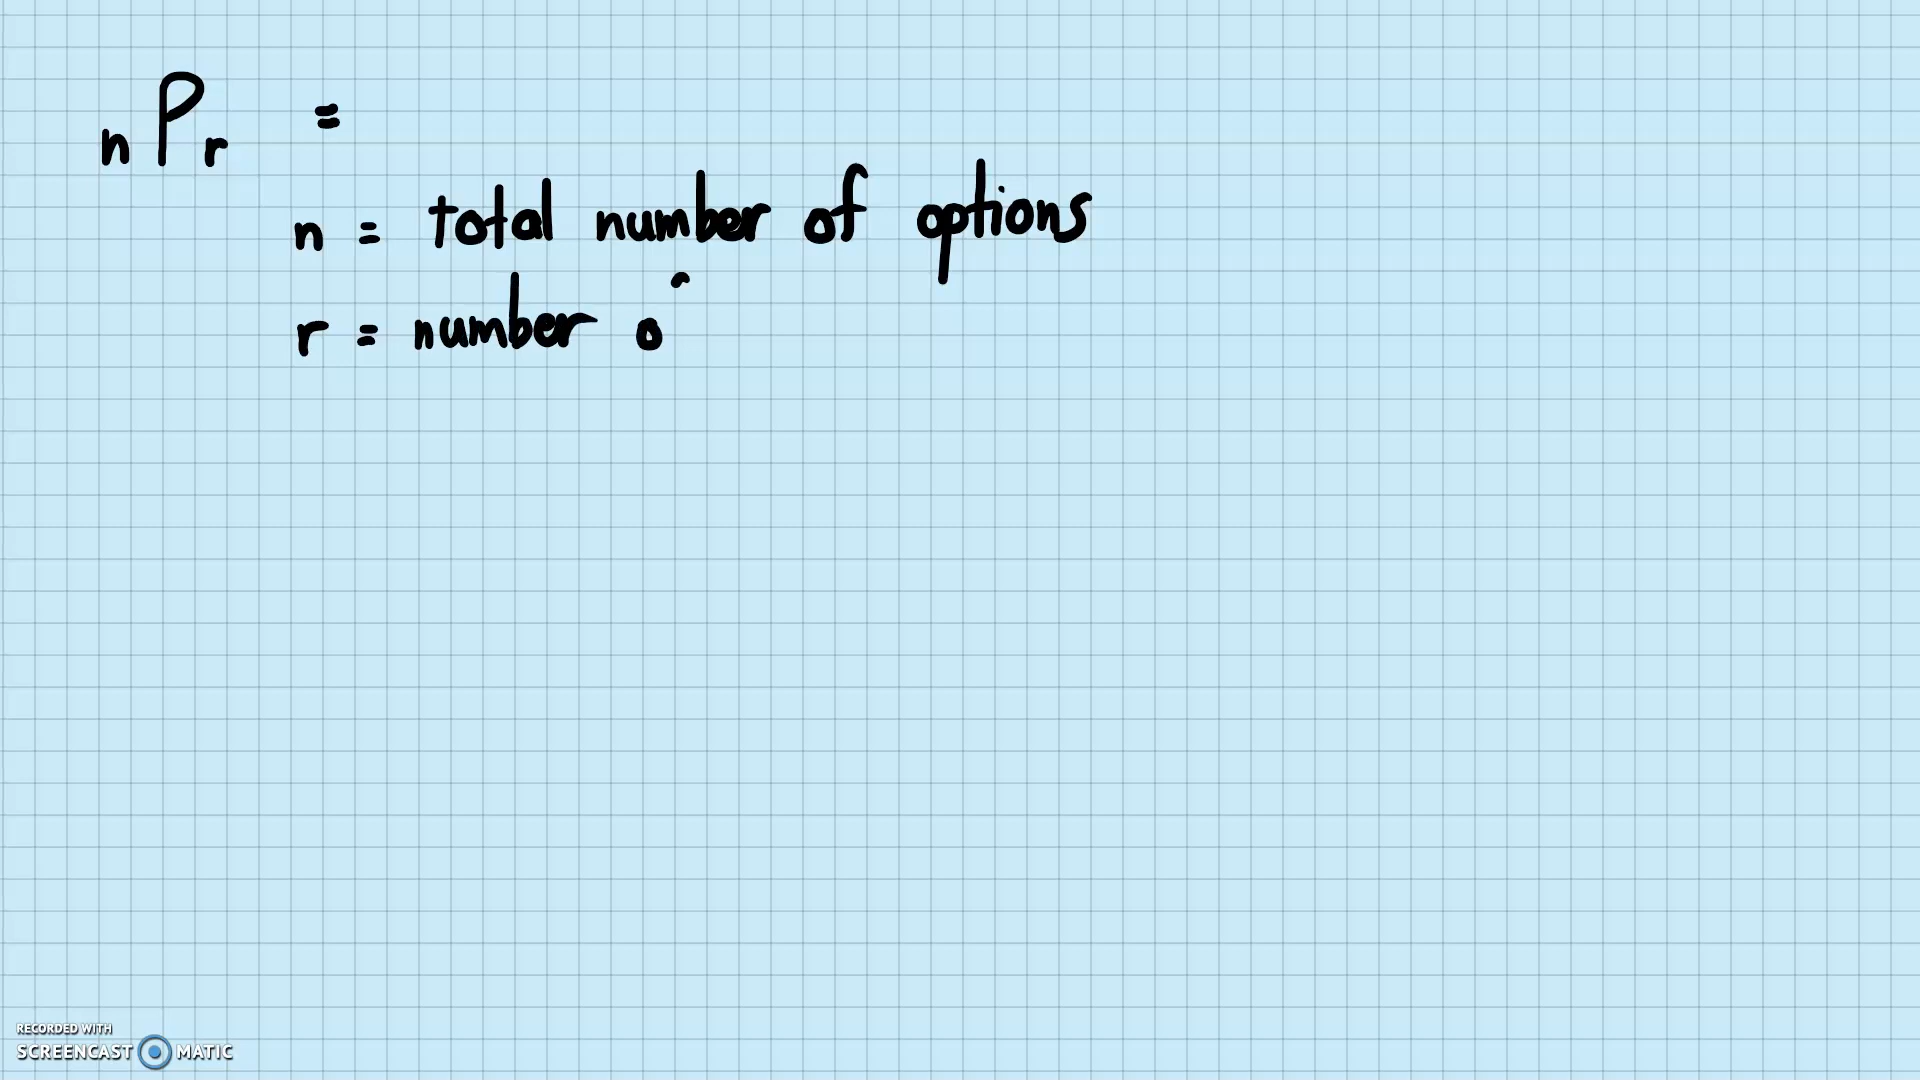 nPr =
n = total number of options
r = number o
RECORDED WITH
SCREENCAST MATIC